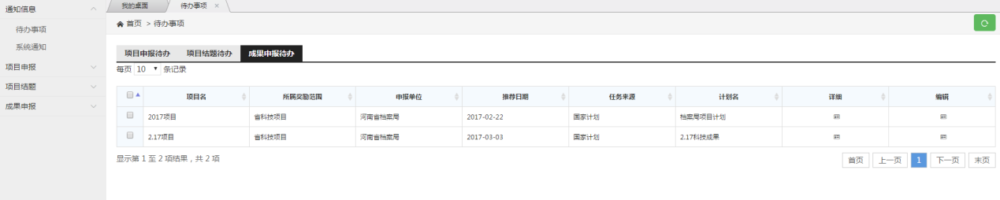 通知信息
待办事项
系统通知
项目申报
项目结题
成果申报
我的桌面 待办事项 ×
首页 > 待办事项
项目申报待办 项目结题待办 成果申报待办
每页 10 条记录
项目名 所属奖励范围 申报单位 推荐日期 任务来源 计划名 详细 编辑
2017项目 省科技项目 河南省档案局 2017-02-22 国家计划 档案局项目计划
2.17项目 省科技项目 河南省档案局 2017-03-03 国家计划 2.17科技成果
显示第 1 至 2 项结果，共 2 项
首页 上一页 1 下一页 末页